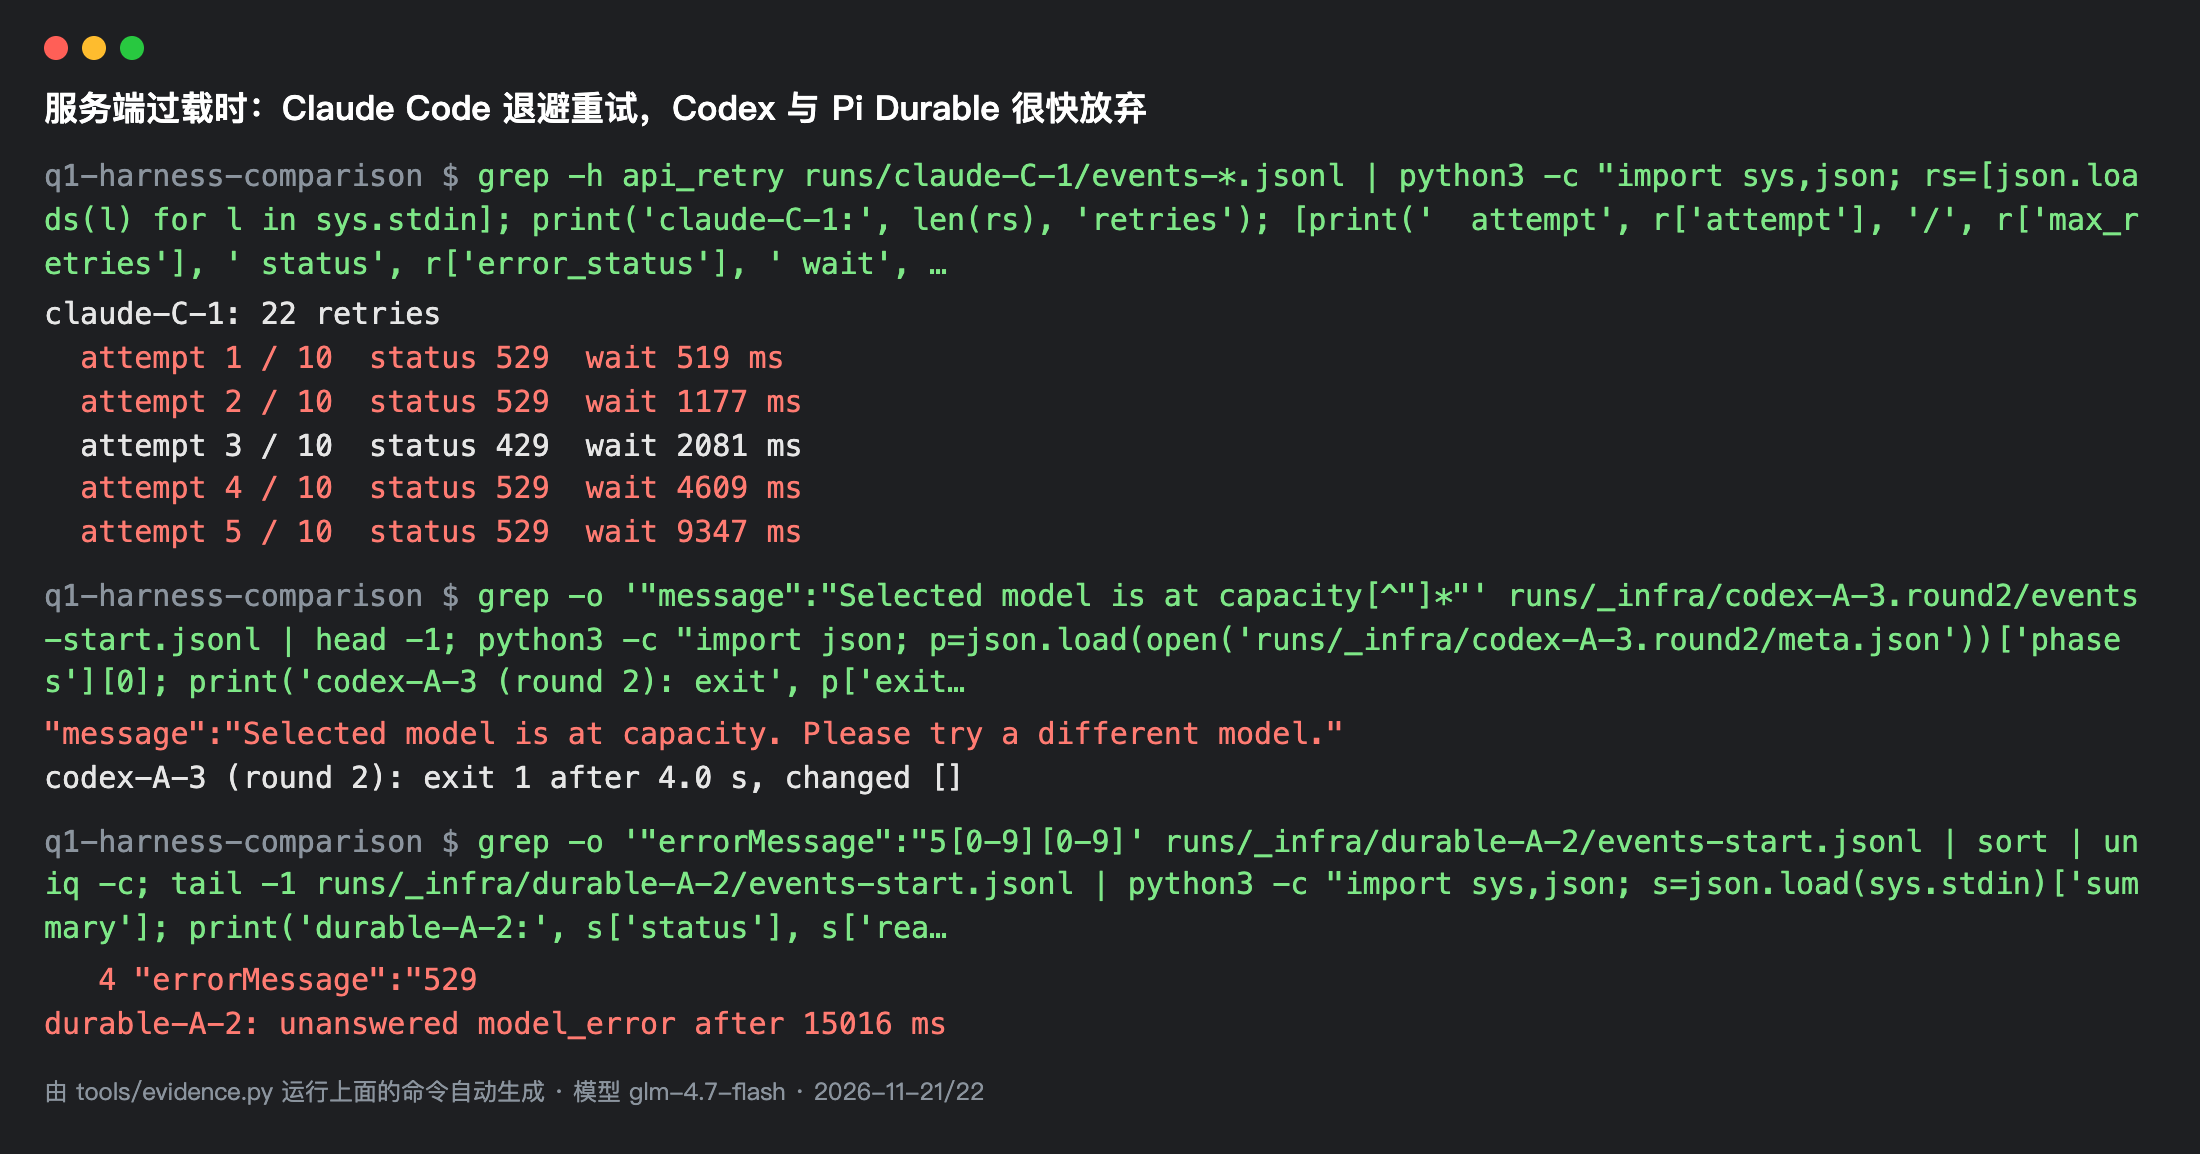 服务端过载时：Claude Code 退避重试，Codex 与 Pi Durable 很快放弃
q1-harness-comparison $ grep -h api_retry runs/claude-C-1/events-*.jsonl | python3 -c "import sys,json; rs=[json.loa
ds(l) for l in sys.stdin]; print('claude-C-1:', len(rs), 'retries'); [print('  attempt', r['attempt'], '/', r['max_r
etries'], ' status', r['error_status'], ' wait', …
claude-C-1: 22 retries
  attempt 1 / 10  status 529  wait 519 ms
  attempt 2 / 10  status 529  wait 1177 ms
  attempt 3 / 10  status 429  wait 2081 ms
  attempt 4 / 10  status 529  wait 4609 ms
  attempt 5 / 10  status 529  wait 9347 ms
q1-harness-comparison $ grep -o '"message":"Selected model is at capacity[^"]*"' runs/_infra/codex-A-3.round2/events
-start.jsonl | head -1; python3 -c "import json; p=json.load(open('runs/_infra/codex-A-3.round2/meta.json'))['phase
s'][0]; print('codex-A-3 (round 2): exit', p['exit…
"message":"Selected model is at capacity. Please try a different model."
codex-A-3 (round 2): exit 1 after 4.0 s, changed []
q1-harness-comparison $ grep -o '"errorMessage":"5[0-9][0-9]' runs/_infra/durable-A-2/events-start.jsonl | sort | un
iq -c; tail -1 runs/_infra/durable-A-2/events-start.jsonl | python3 -c "import sys,json; s=json.load(sys.stdin)['sum
mary']; print('durable-A-2:', s['status'], s['rea…
   4 "errorMessage":"529
durable-A-2: unanswered model_error after 15016 ms
由 tools/evidence.py 运行上面的命令自动生成 · 模型 glm-4.7-flash · 2026-11-21/22